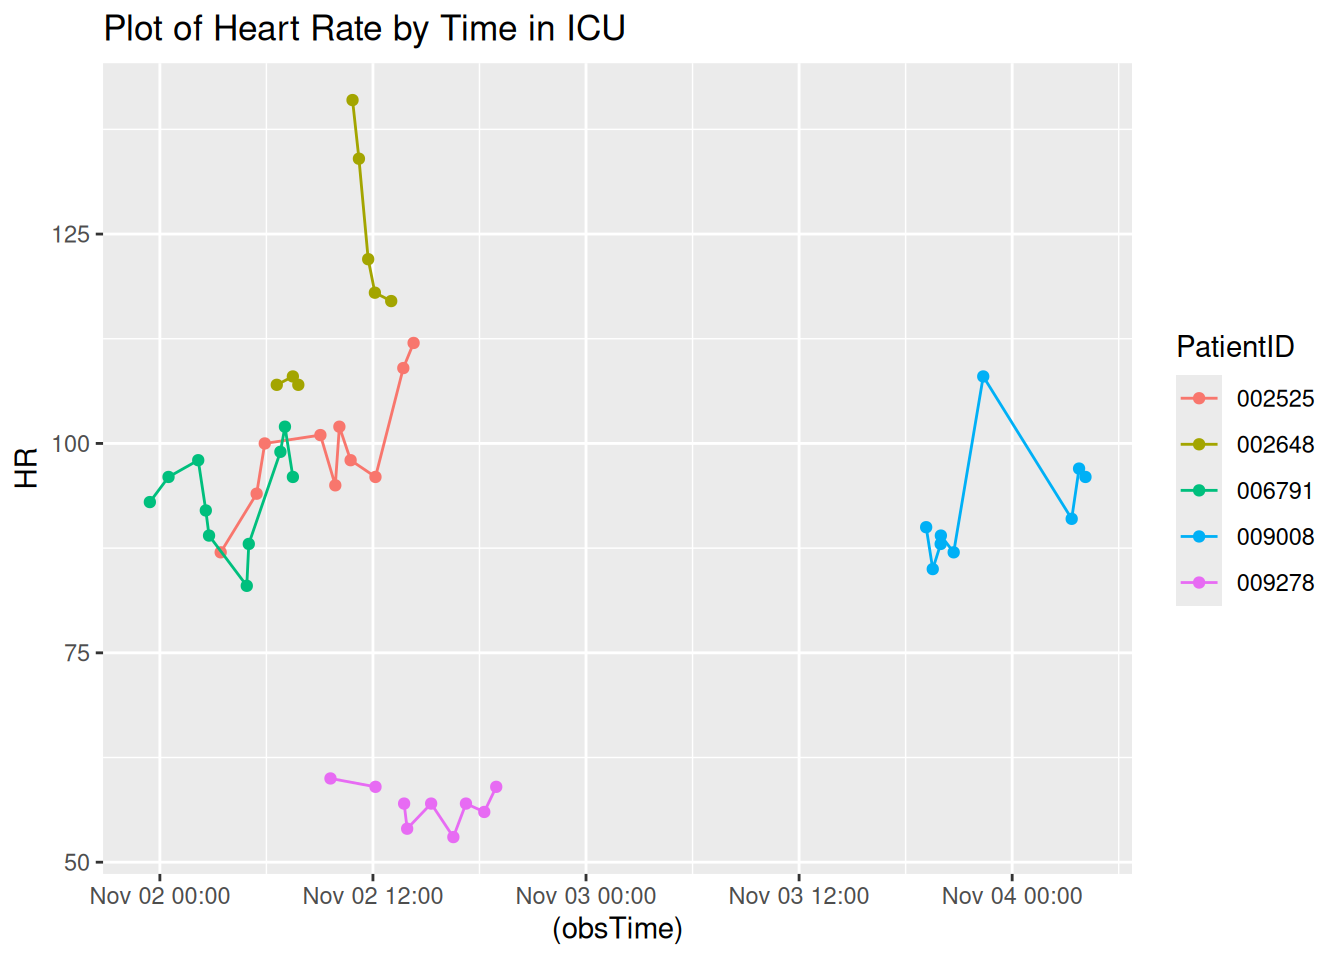 Plot of Heart Rate by Time in ICU
HR
125
100
75
50
Nov 02 00:00 Nov 02 12:00 Nov 03 00:00 Nov 03 12:00 Nov 04 00:00
(obsTime)
PatientID
002525
002648
006791
009008
009278